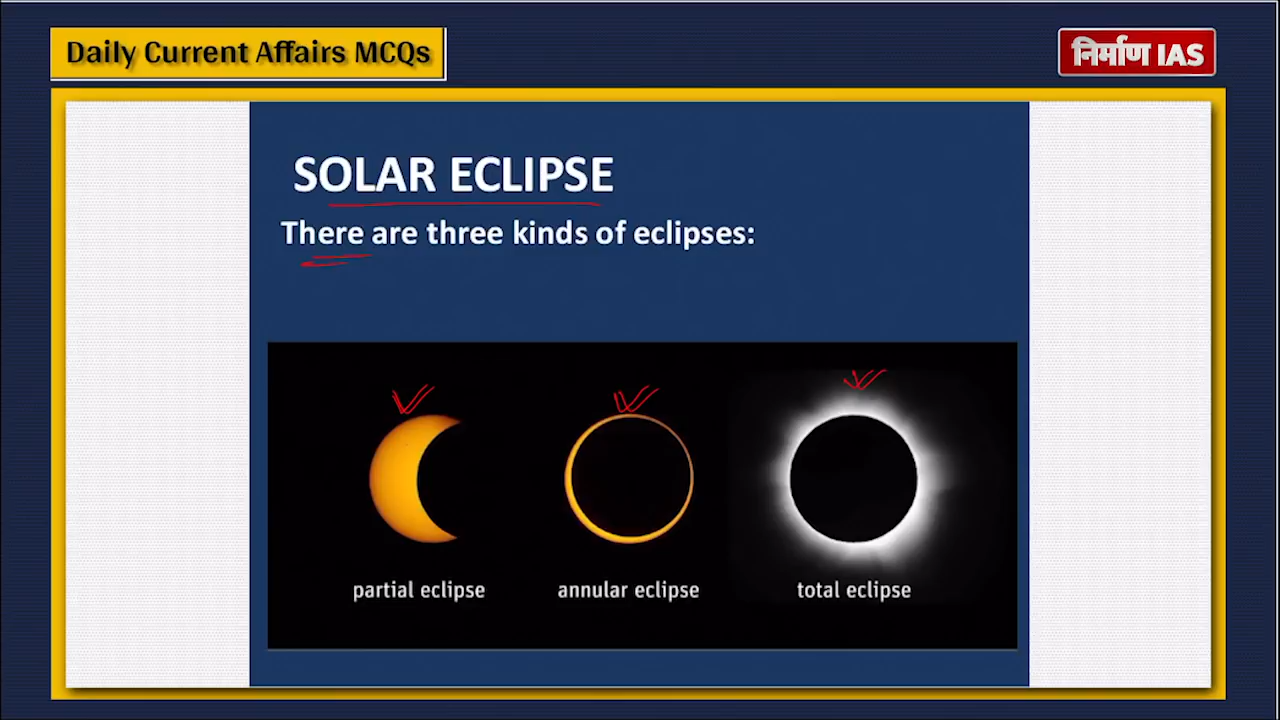 Daily Current Affairs MCQs
निर्माण IAS
SOLAR ECLIPSE
There are three kinds of eclipses:
partial eclipse
annular eclipse
total eclipse